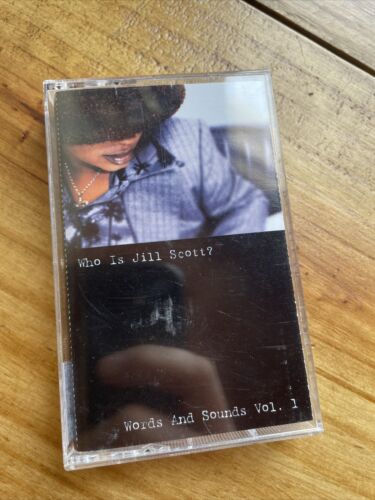 Who Is Jill Scott?
Words And Sounds Vol. 1